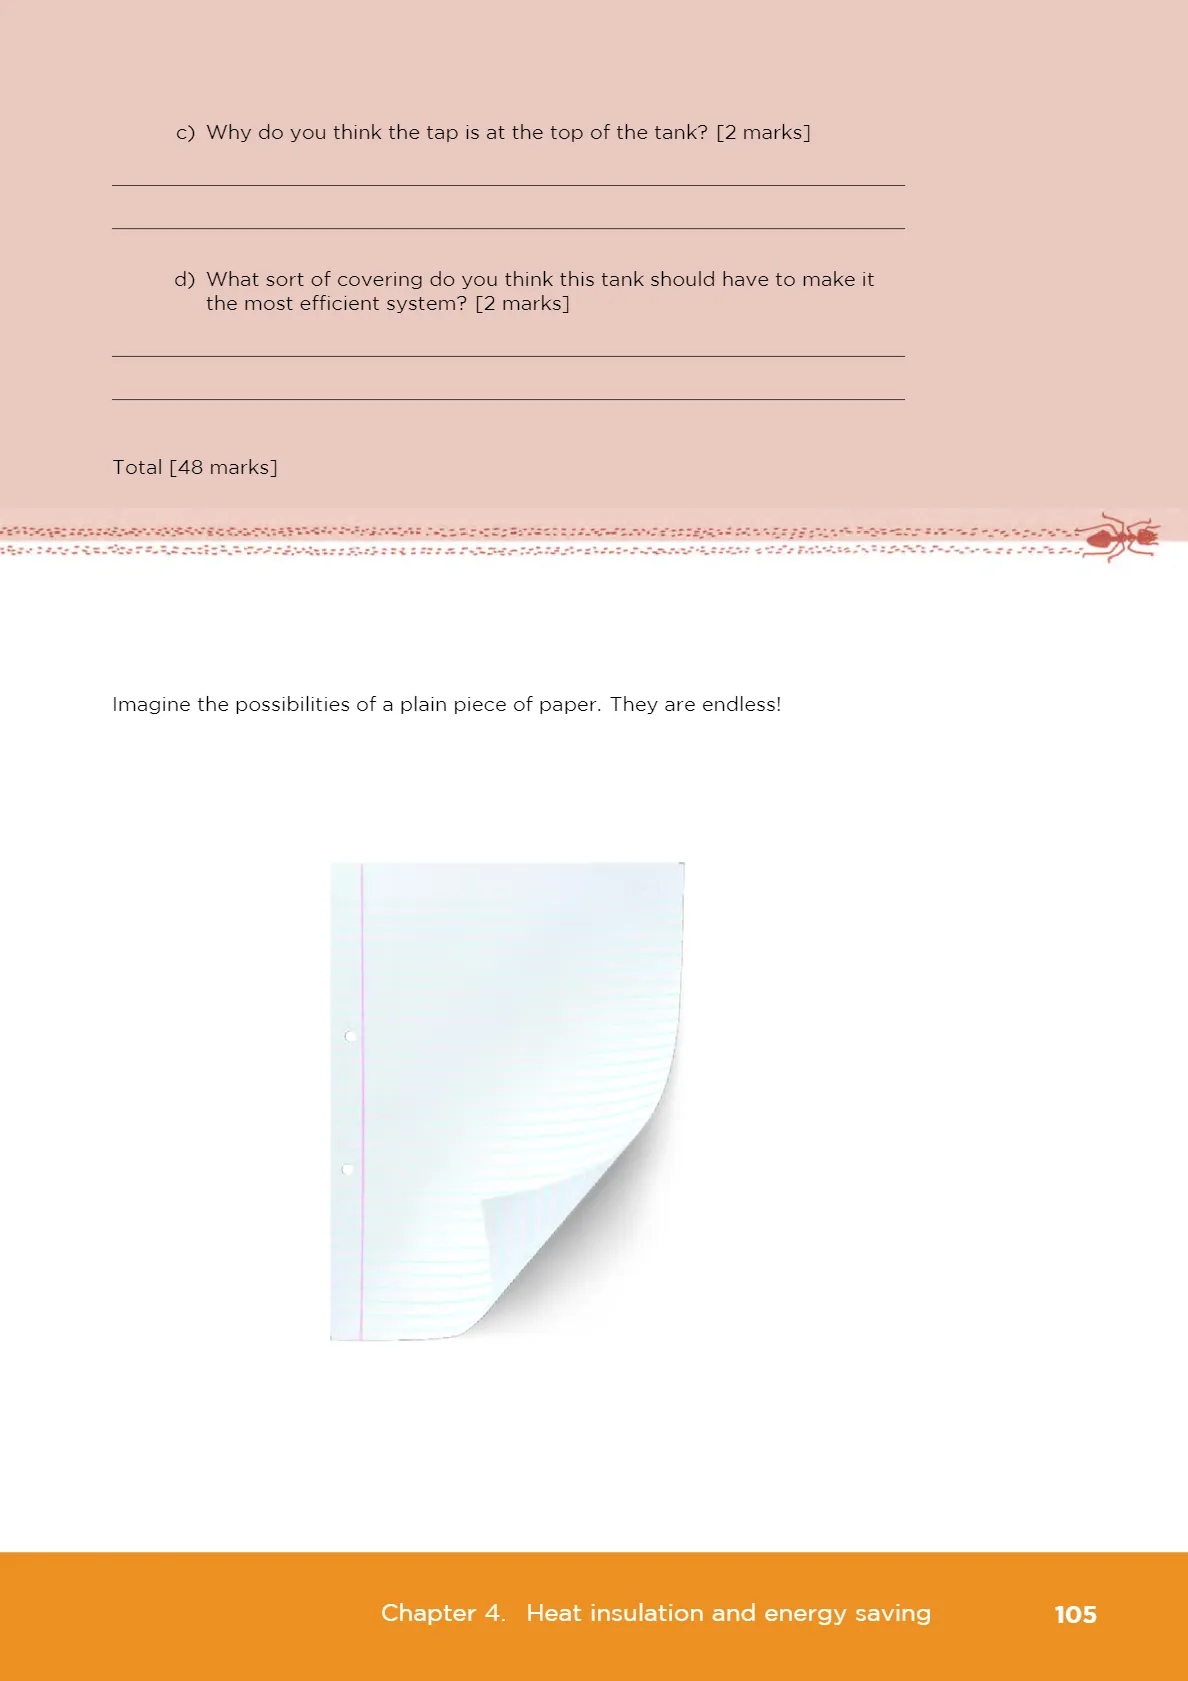 c) Why do you think the tap is at the top of the tank? [2 marks]
d) What sort of covering do you think this tank should have to make it
the most efficient system? [2 marks]
Total [48 marks]
Imagine the possibilities of a plain piece of paper. They are endless!
Chapter 4. Heat insulation and energy saving 105